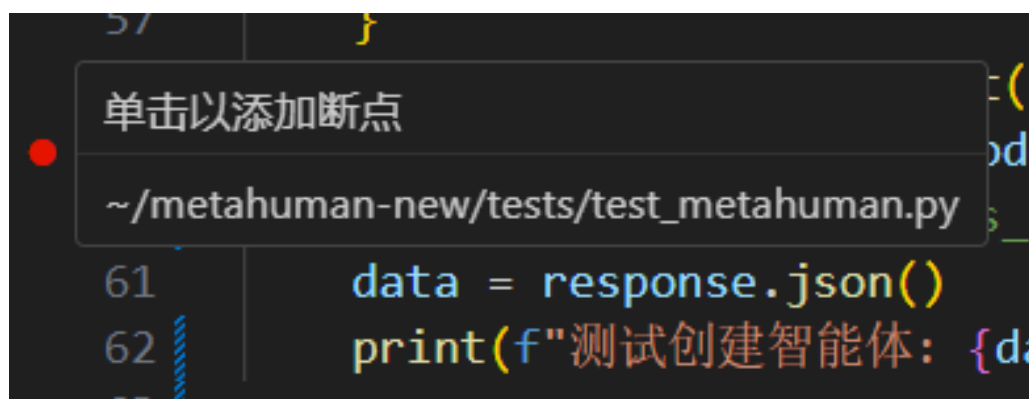 57 }
单击以添加断点
t(
~/metahuman-new/tests/test_metahuman.py
61 data = response.json()
62 print(f"测试创建智能体: {da